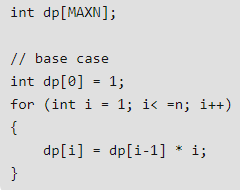 int dp[MAXN];

// base case
int dp[0] = 1;
for (int i = 1; i< =n; i++)
{
    dp[i] = dp[i-1] * i;
}